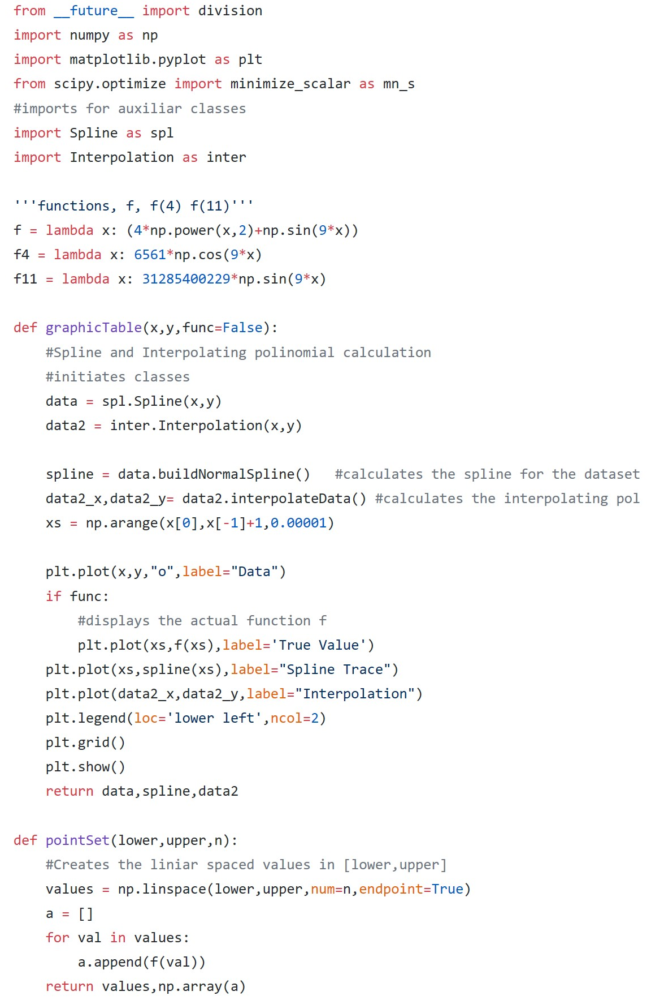 from __future__ import division
import numpy as np
import matplotlib.pyplot as plt
from scipy.optimize import minimize_scalar as mn_s
#imports for auxiliar classes
import Spline as spl
import Interpolation as inter

'''functions, f, f(4) f(11)'''
f = lambda x: (4*np.power(x,2)+np.sin(9*x))
f4 = lambda x: 6561*np.cos(9*x)
f11 = lambda x: 31285400229*np.sin(9*x)

def graphicTable(x,y,func=False):
    #Spline and Interpolating polinomial calculation
    #initiates classes
    data = spl.Spline(x,y)
    data2 = inter.Interpolation(x,y)

    spline = data.buildNormalSpline()   #calculates the spline for the dataset
    data2_x,data2_y= data2.interpolateData() #calculates the interpolating pol
    xs = np.arange(x[0],x[-1]+1,0.00001)

    plt.plot(x,y,"o",label="Data")
    if func:
        #displays the actual function f
        plt.plot(xs,f(xs),label='True Value')
    plt.plot(xs,spline(xs),label="Spline Trace")
    plt.plot(data2_x,data2_y,label="Interpolation")
    plt.legend(loc='lower left',ncol=2)
    plt.grid()
    plt.show()
    return data,spline,data2

def pointSet(lower,upper,n):
    #Creates the liniar spaced values in [lower,upper]
    values = np.linspace(lower,upper,num=n,endpoint=True)
    a = []
    for val in values:
        a.append(f(val))
    return values,np.array(a)